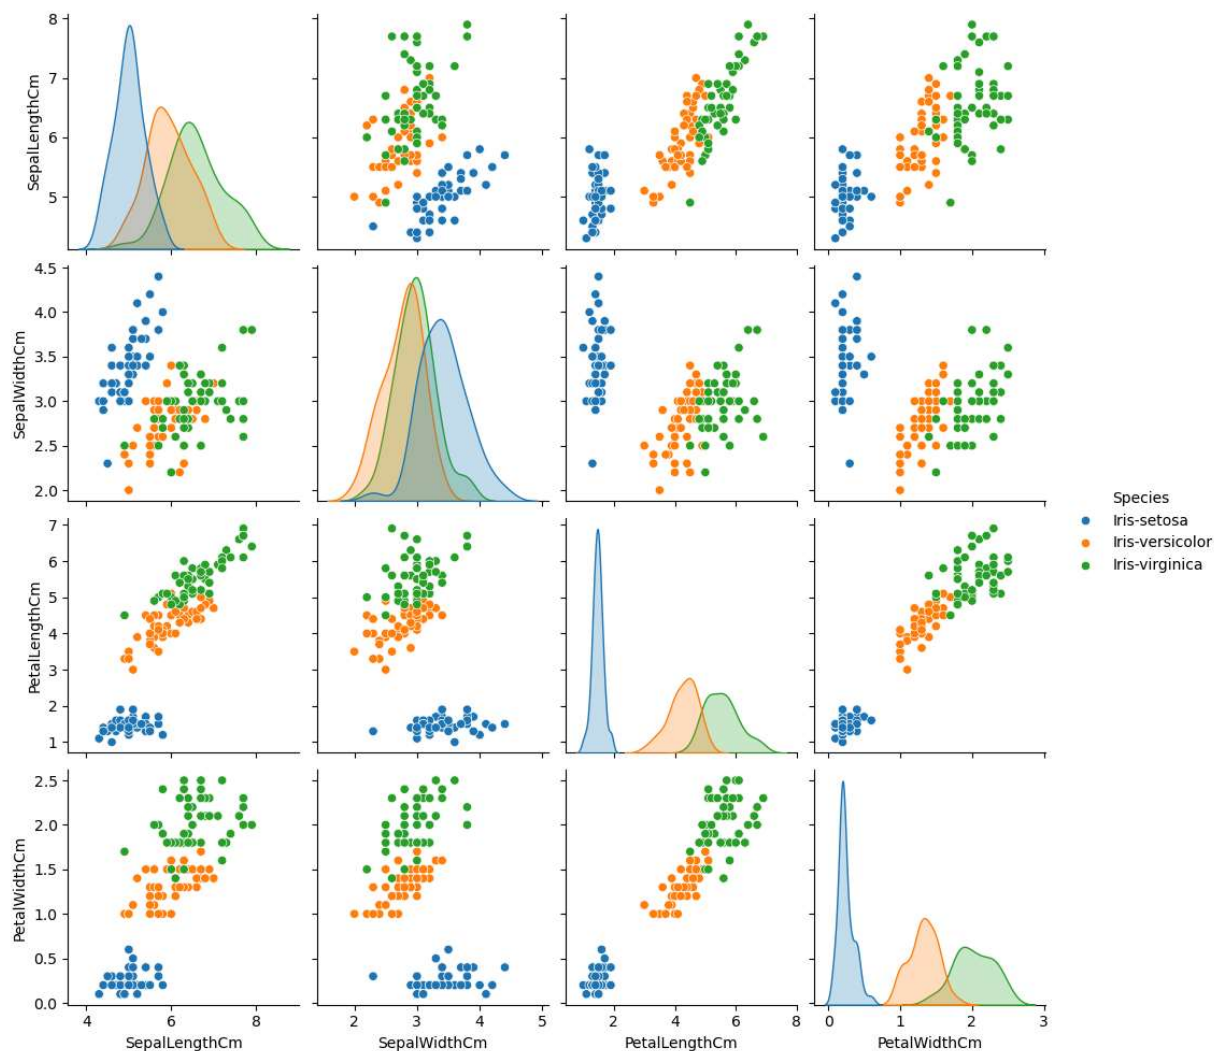 8
7
6
5
SepalLengthCm
4.5
4.0
3.5
3.0
2.5
2.0
SepalWidthCm
7
6
5
4
3
2
1
PetalLengthCm
2.5
2.0
1.5
1.0
0.5
0.0
PetalWidthCm
4 6 8
2 3 4 5
2 4 6 8
0 1 2 3
SepalLengthCm
SepalWidthCm
PetalLengthCm
PetalWidthCm
Species
Iris-setosa
Iris-versicolor
Iris-virginica